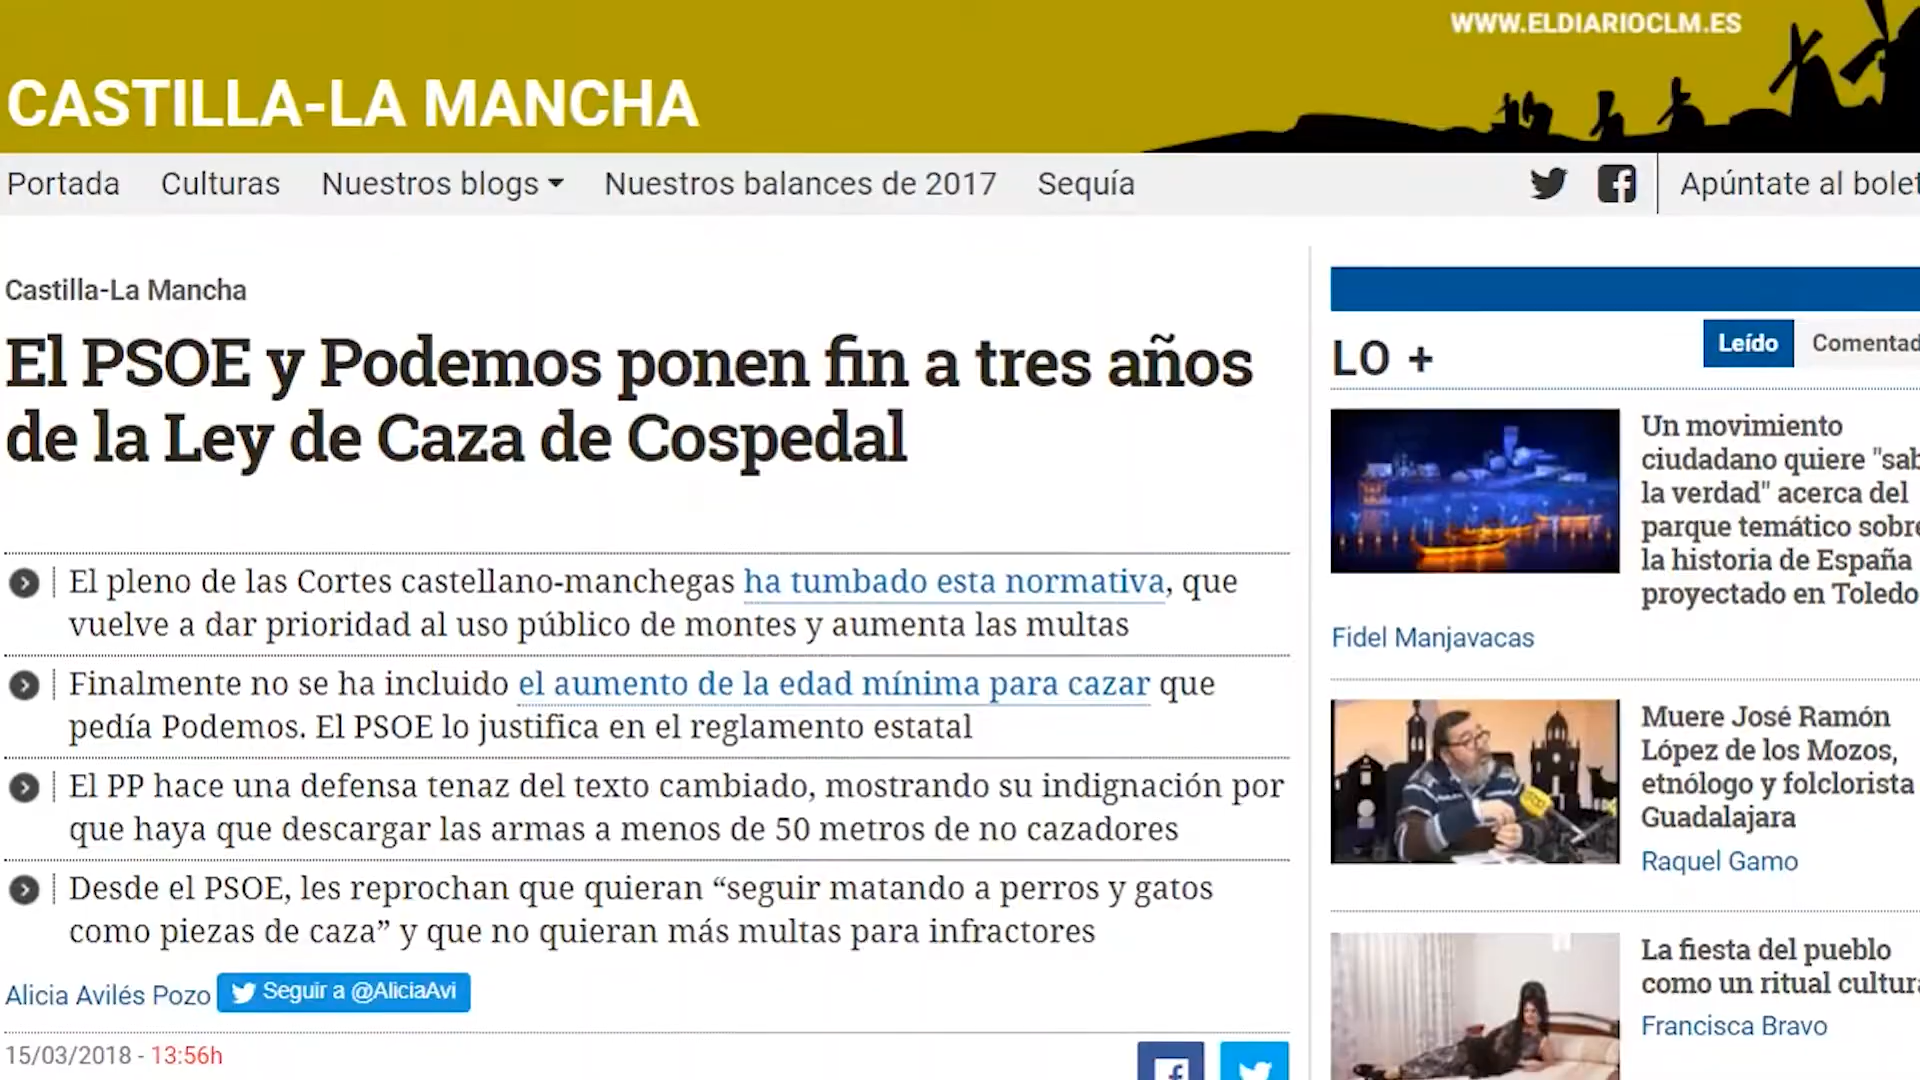 WWW.ELDIARIOCLM.ES
CASTILLA-LA MANCHA
Portada Culturas Nuestros blogs Nuestros balances de 2017 Sequía Apúntate al
Castilla-La Mancha
El PSOE y Podemos ponen fin a tres años
de la Ley de Caza de Cospedal
El pleno de las Cortes castellano-manchegas ha tumbado esta normativa, que
vuelve a dar prioridad al uso público de montes y aumenta las multas
Finalmente no se ha incluido el aumento de la edad mínima para cazar que
pedía Podemos. El PSOE lo justifica en el reglamento estatal
El PP hace una defensa tenaz del texto cambiado, mostrando su indignación por
que haya que descargar las armas a menos de 50 metros de no cazadores
Desde el PSOE, les reprochan que quieran “seguir matando a perros y gatos
como piezas de caza” y que no quieran más multas para infractores
Alicia Avilés Pozo Seguir a @AliciaAvi
15/03/2018 - 13:56h
LO + Leído
Un movimiento
ciudadano quiere
la verdad" acerca del
parque temático sobre
la historia de España
proyectado en Toledo
Fidel Manjavacas
Muere José Ramón
López de los Mozos,
etnólogo y folclorista
Guadalajara
Raquel Gamo
La fiesta del pueblo
como un ritual
Francisca Bravo